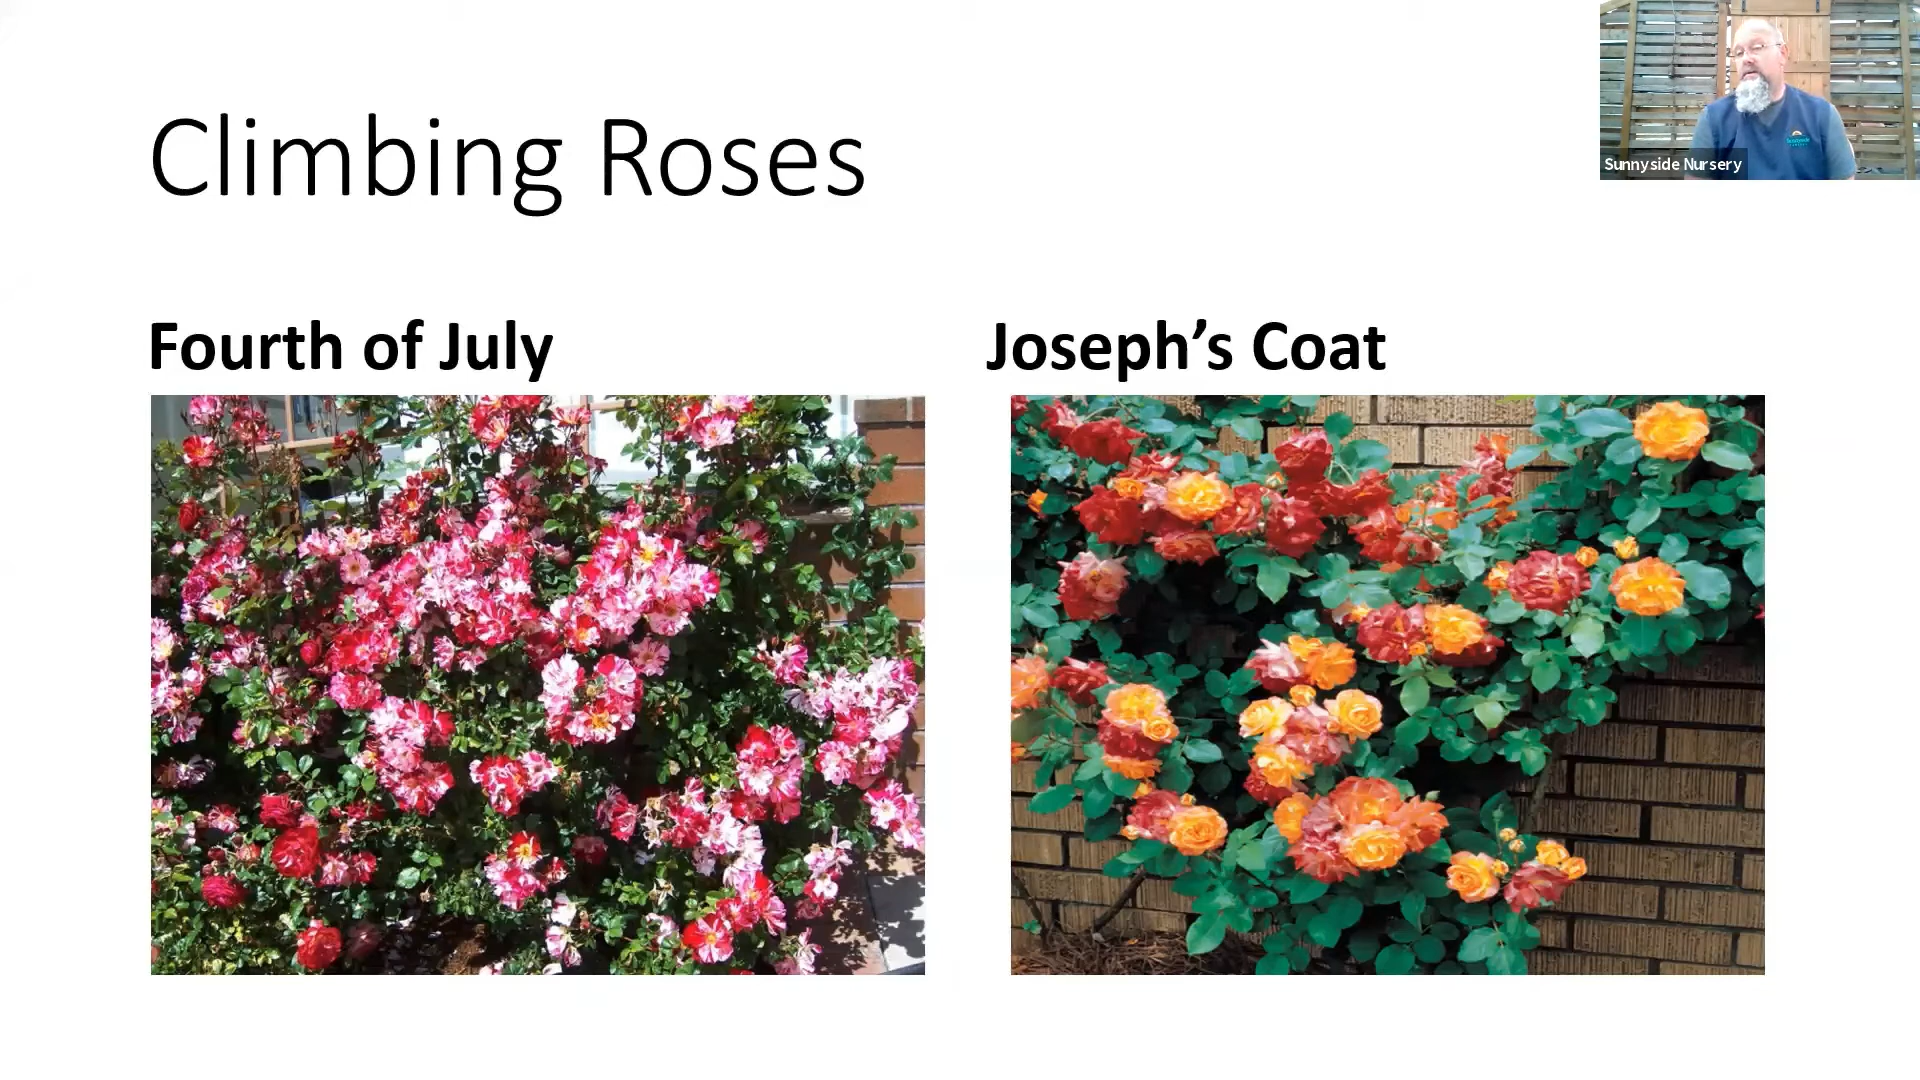 Climbing Roses
Sunnyside Nursery
Fourth of July
Joseph’s Coat